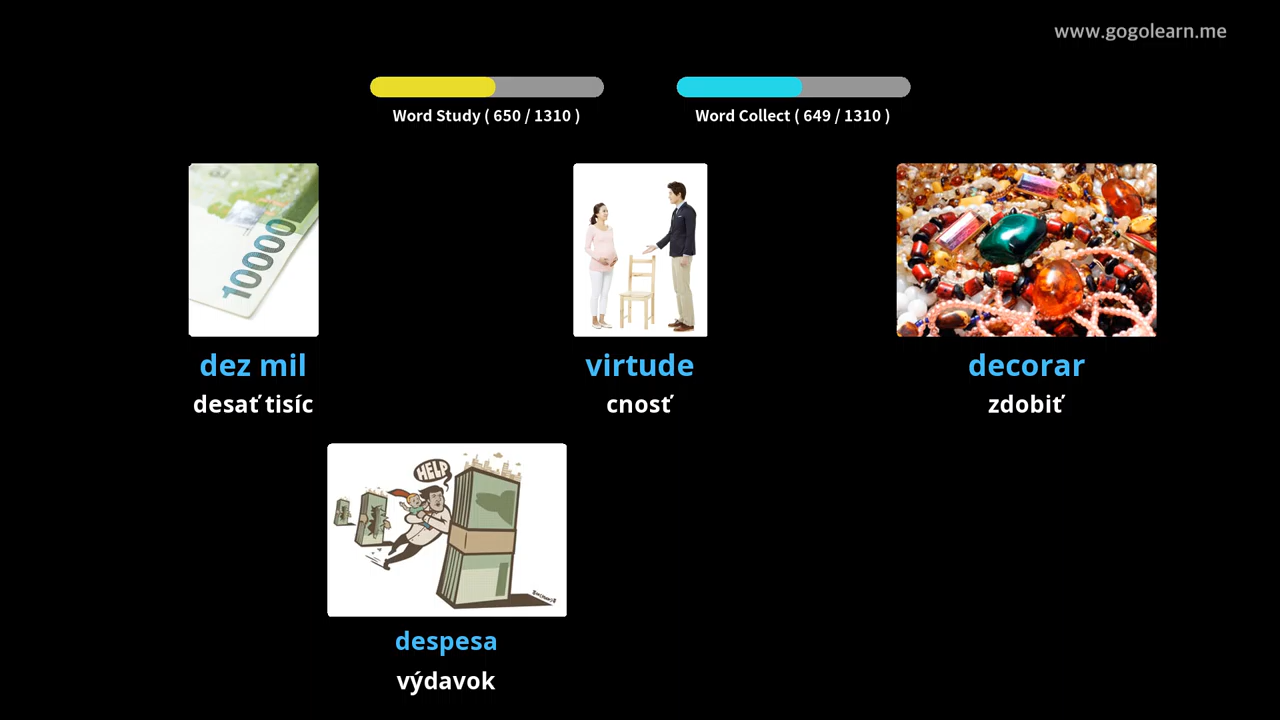 www.gogolearn.me
Word Study ( 650 / 1310 )
Word Collect ( 649 / 1310 )
10000
dez mil
desať tisíc
virtude
cnosť
decorar
zdobiť
HELP
despesa
výdavok